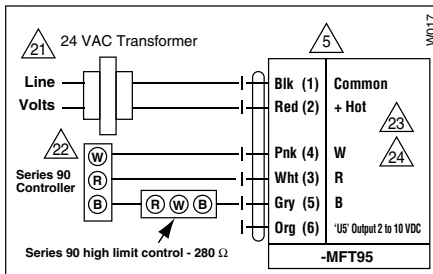 21 24 VAC Transformer
5
W017
Line
Volts
Blk (1) Common
Red (2) + Hot
23
22
24
Series 90
Controller
W
R
B
R W B
Pnk (4) W
Wht (3) R
Gry (5) B
Org (6) 'U5' Output 2 to 10 VDC
Series 90 high limit control - 280 Ω
-MFT95